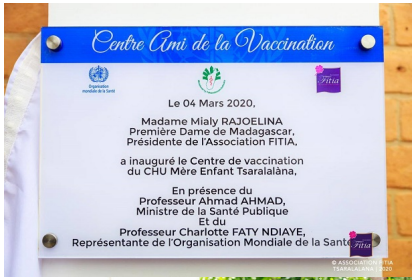 Centre Ami de la Vaccination
Organisation
mondiale de la Santé
Fitia
Le 04 Mars 2020,
Madame Mialy RAJOELINA
Première Dame de Madagascar,
Présidente de l'Association FITIA,
a inauguré le Centre de vaccination
du CHU Mère Enfant Tsaralalàna,
En présence du
Professeur Ahmad AHMAD,
Ministre de la Santé Publique
Et du
Professeur Charlotte FATY NDIAYE,
Représentante de l'Organisation Mondiale de la Santé
Fitia
© ASSOCIATION FITIA
TSARALALANA | 2020